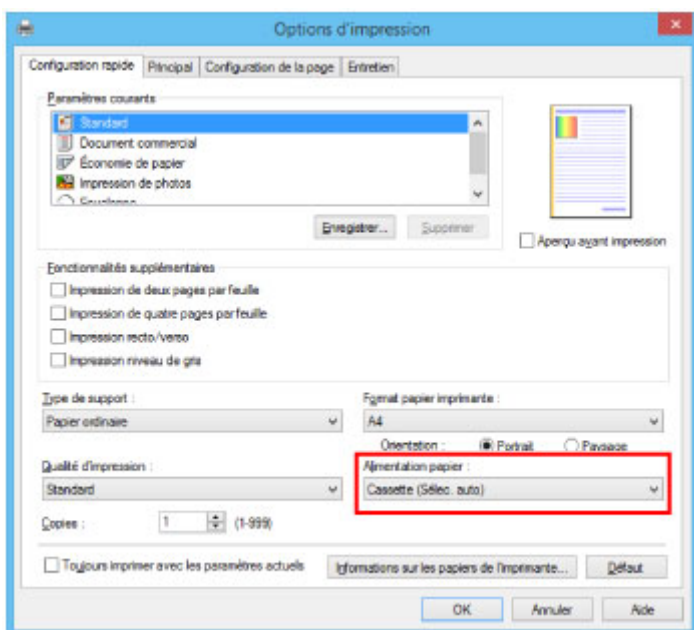 Options d'impression
Configuration rapide Principal Configuration de la page Entretien
Paramètres courants
Standard
Document commercial
Économie de papier
Impression de photos
Enveloppe
Enregistrer... Supprimer
Aperçu avant impression
Fonctionnalités supplémentaires
Impression de deux pages par feuille
Impression de quatre pages par feuille
Impression recto/verso
Impression niveau de gris
Type de support : Format papier imprimante :
Papier ordinaire A4
Orientation : Portrait Paysage
Qualité d'impression : Alimentation papier :
Standard Cassette (Sélec. auto)
Copies : 1 (1-999)
Toujours imprimer avec les paramètres actuels Informations sur les papiers de l'imprimante... Défaut
OK Annuler Aide